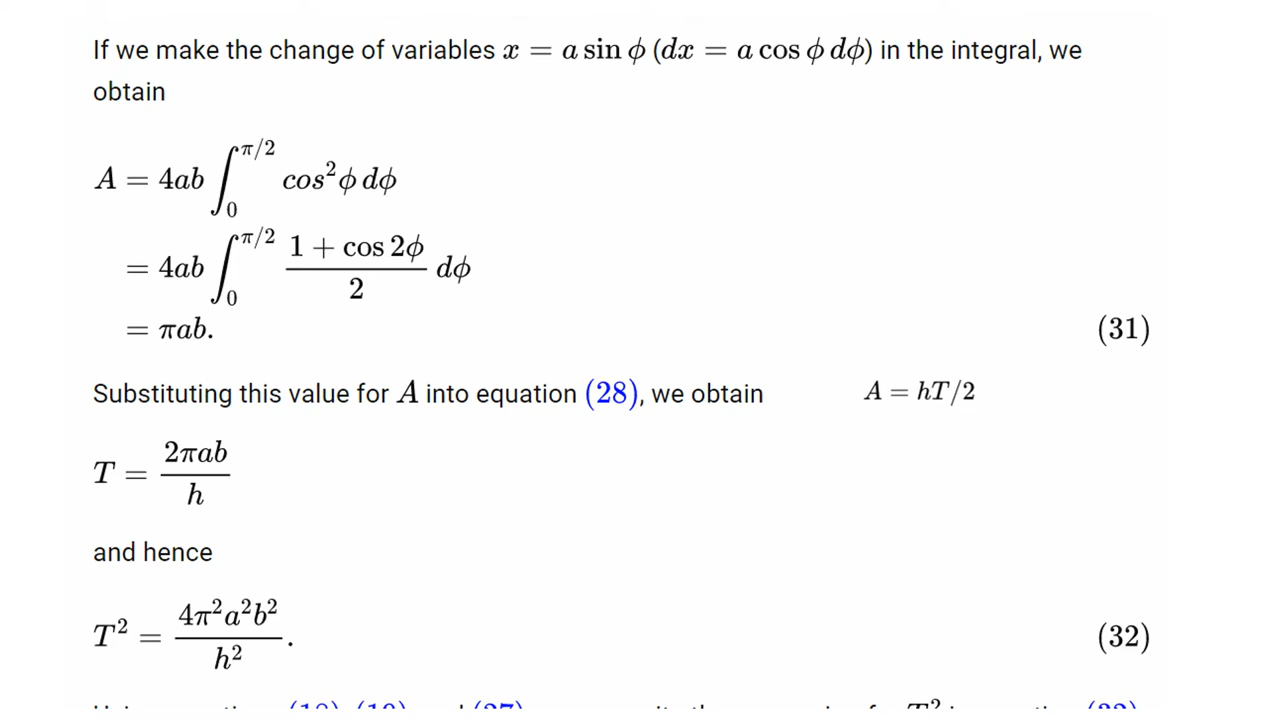 If we make the change of variables x = a sin ϕ (dx = a cos ϕ dϕ) in the integral, we
obtain
A = 4ab ∫₀^{π/2} cos²ϕ dϕ
= 4ab ∫₀^{π/2} (1 + cos 2ϕ)/2 dϕ
= πab. (31)
Substituting this value for A into equation (28), we obtain A = hT/2
T = 2πab/h
and hence
T² = 4π²a²b²/h². (32)